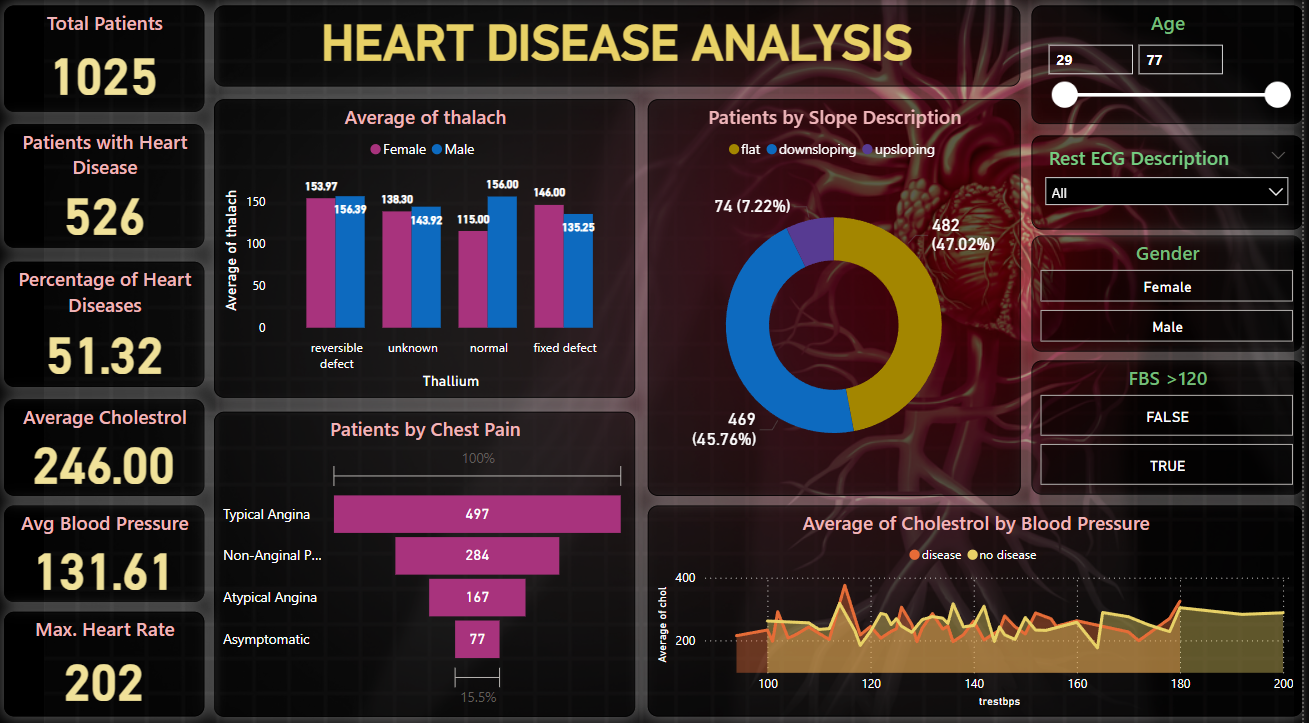 Total Patients
1025
Patients with Heart
Disease
526
Percentage of Heart
Diseases
51.32
Average Cholestrol
246.00
Avg Blood Pressure
131.61
Max. Heart Rate
202
HEART DISEASE ANALYSIS
Average of thalach
Female Male
Average of thalach
150
100
50
0
153.97
156.39
138.30
143.92
115.00
156.00
146.00
135.25
reversible
defect
unknown
normal
fixed defect
Thallium
Patients by Chest Pain
100%
Typical Angina 497
Non-Anginal P... 284
Atypical Angina 167
Asymptomatic 77
15.5%
Patients by Slope Description
flat downsloping upsloping
74 (7.22%)
482
(47.02%)
469
(45.76%)
Age
29 77
Rest ECG Description
All
Gender
Female
Male
FBS >120
FALSE
TRUE
Average of Cholestrol by Blood Pressure
disease no disease
Average of chol
400
200
100 120 140 160 180 200
trestbps